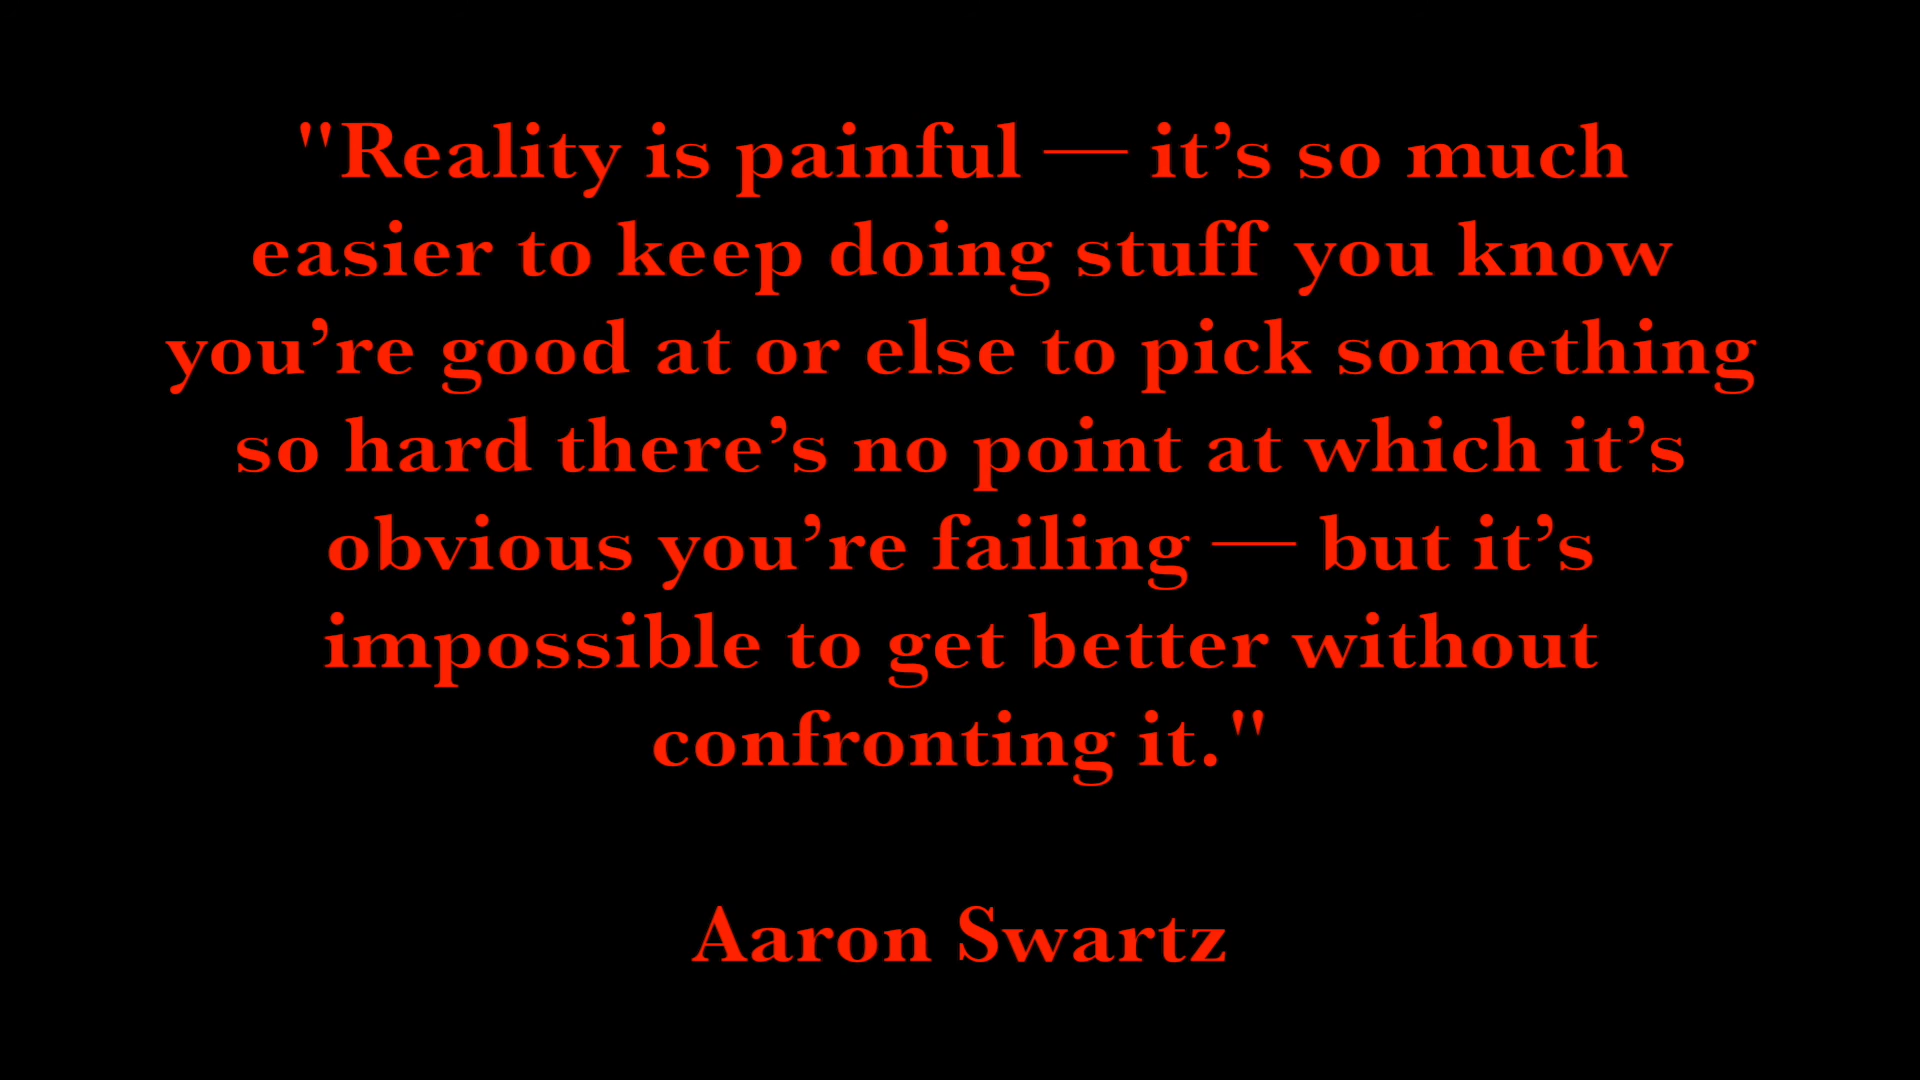 "Reality is painful — it’s so much
easier to keep doing stuff you know
you’re good at or else to pick something
so hard there’s no point at which it’s
obvious you’re failing — but it’s
impossible to get better without
confronting it."
Aaron Swartz